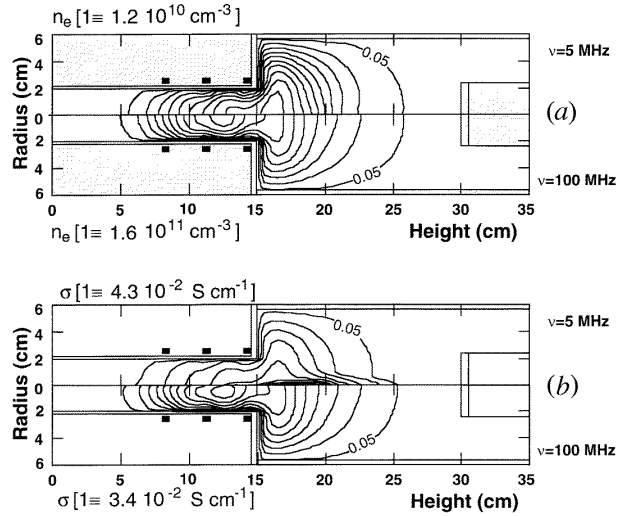 n_e [1≡ 1.2 10^10 cm^-3]
6
4
2
0
2
4
6
Radius (cm)
0.05
0.05
ν=5 MHz
(a)
ν=100 MHz
0 5 10 15 20 25 30 35
n_e [1≡ 1.6 10^11 cm^-3]
Height (cm)
σ [1≡ 4.3 10^-2 S cm^-1]
6
4
2
0
2
4
6
Radius (cm)
0.05
0.05
ν=5 MHz
(b)
ν=100 MHz
0 5 10 15 20 25 30 35
σ [1≡ 3.4 10^-2 S cm^-1]
Height (cm)